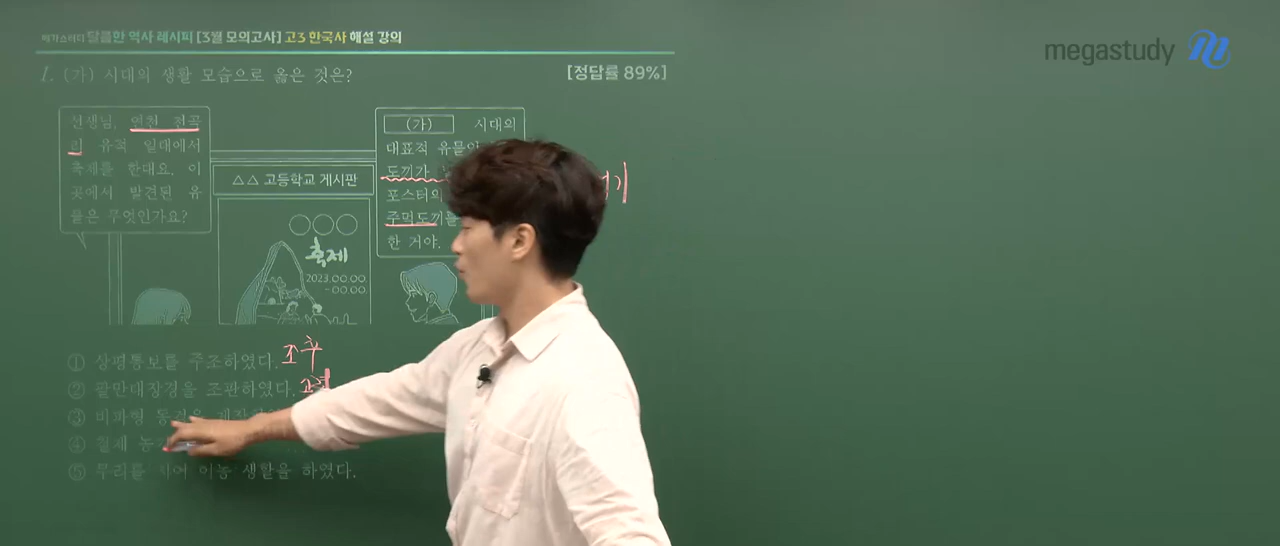 메가스터디 달콤한 역사 레시피 [3월 모의고사] 고3 한국사 해설 강의
megastudy
1. (가) 시대의 생활 모습으로 옳은 것은?
[정답률 89%]
선생님, 연천 전곡
리 유적 일대에서
축제를 한대요. 이
곳에서 발견된 유
물은 무엇인가요?
△△ 고등학교 게시판
축제
2023.00.00.
-00.00.
(가) 시대의
대표적 유물인
도끼가
포스터의
주먹도끼를
한 거야.
① 상평통보를 주조하였다. 조후
② 팔만대장경을 조판하였다. 고려
③ 비파형 동검을
④ 철제
⑤ 무리를 이동 생활을 하였다.